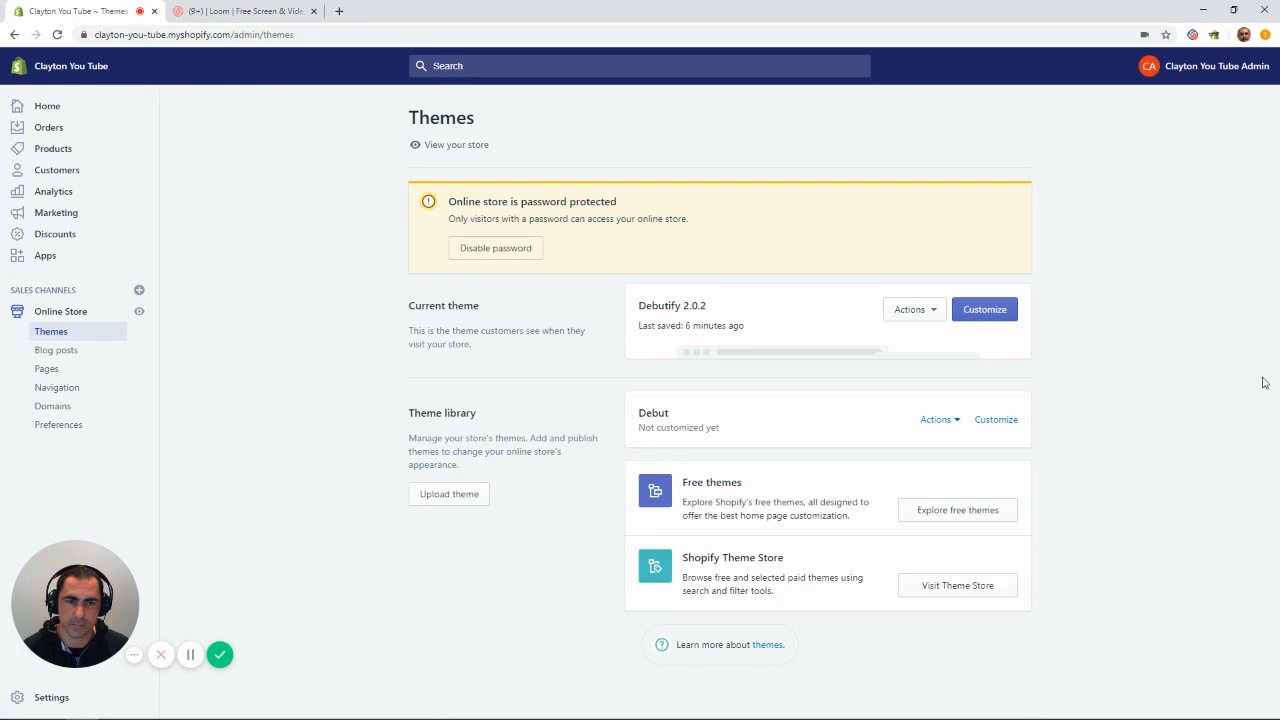 Clayton You Tube ~ Themes
(9+) | Loom | Free Screen & Vide
clayton-you-tube.myshopify.com/admin/themes
Clayton You Tube
Search
CA
Clayton You Tube Admin
Home
Orders
Products
Customers
Analytics
Marketing
Discounts
Apps
SALES CHANNELS
Online Store
Themes
Blog posts
Pages
Navigation
Domains
Preferences
Settings
Themes
View your store
Online store is password protected
Only visitors with a password can access your online store.
Disable password
Current theme
This is the theme customers see when they
visit your store.
Debutify 2.0.2
Last saved: 6 minutes ago
Actions
Customize
Theme library
Manage your store's themes. Add and publish
themes to change your online store's
appearance.
Upload theme
Debut
Not customized yet
Actions
Customize
Free themes
Explore Shopify's free themes, all designed to
offer the best home page customization.
Explore free themes
Shopify Theme Store
Browse free and selected paid themes using
search and filter tools.
Visit Theme Store
Learn more about themes.